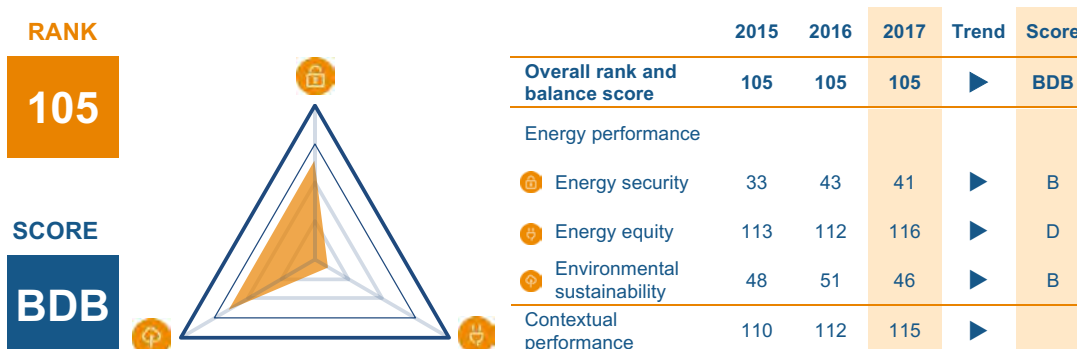 RANK
105
SCORE
BDB
2015 2016 2017 Trend Score
Overall rank and
balance score 105 105 105 BDB
Energy performance
Energy security 33 43 41 B
Energy equity 113 112 116 D
Environmental
sustainability 48 51 46 B
Contextual
performance 110 112 115